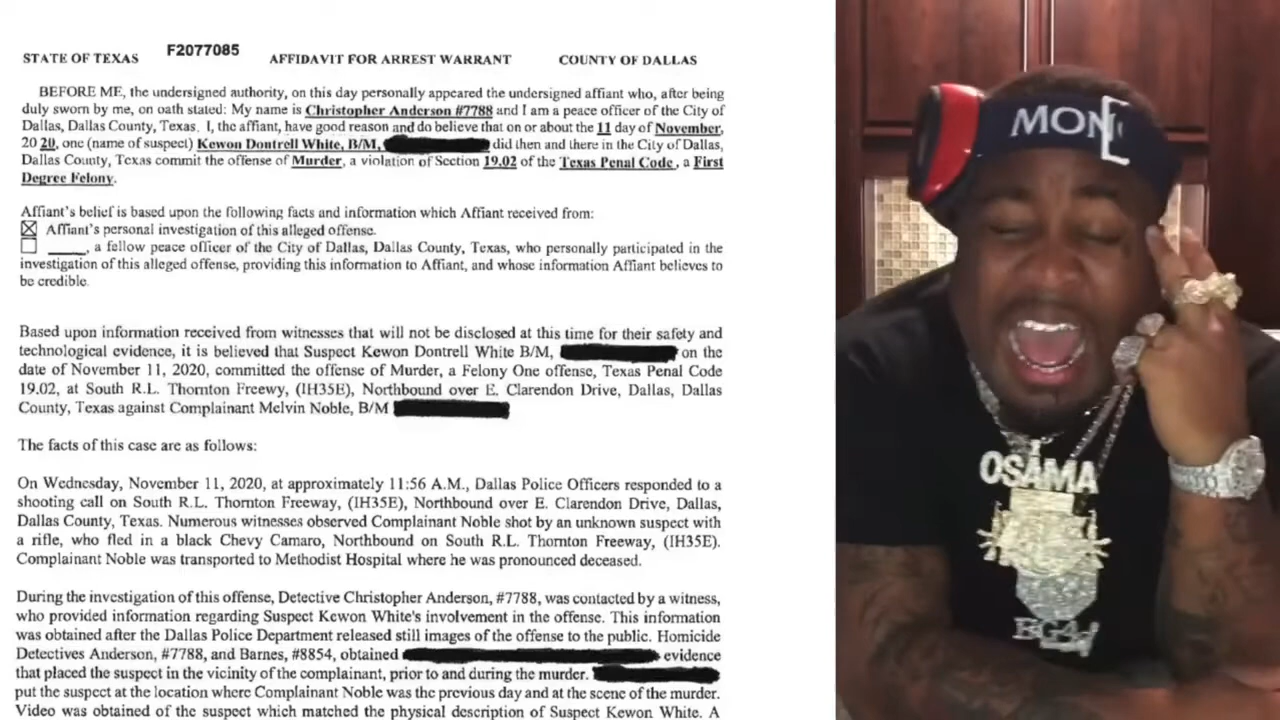 STATE OF TEXAS F2077085 AFFIDAVIT FOR ARREST WARRANT COUNTY OF DALLAS
BEFORE ME, the undersigned authority, on this day personally appeared the undersigned affiant who, after being
duly sworn by me, on oath stated: My name is Christopher Anderson #7788 and I am a peace officer of the City of
Dallas, Dallas County, Texas. I, the affiant, have good reason and do believe that on or about the 11 day of November,
20 20, one (name of suspect) Kewon Dontrell White, B/M, did then and there in the City of Dallas,
Dallas County, Texas commit the offense of Murder, a violation of Section 19.02 of the Texas Penal Code, a First
Degree Felony.
Affiant's belief is based upon the following facts and information which Affiant received from:
Affiant's personal investigation of this alleged offense.
_____, a fellow peace officer of the City of Dallas, Dallas County, Texas, who personally participated in the
investigation of this alleged offense, providing this information to Affiant, and whose information Affiant believes to
be credible.
Based upon information received from witnesses that will not be disclosed at this time for their safety and
technological evidence, it is believed that Suspect Kewon Dontrell White B/M, on the
date of November 11, 2020, committed the offense of Murder, a Felony One offense, Texas Penal Code
19.02, at South R.L. Thornton Freewy, (IH35E), Northbound over E. Clarendon Drive, Dallas, Dallas
County, Texas against Complainant Melvin Noble, B/M
The facts of this case are as follows:
On Wednesday, November 11, 2020, at approximately 11:56 A.M., Dallas Police Officers responded to a
shooting call on South R.L. Thornton Freeway, (IH35E), Northbound over E. Clarendon Drive, Dallas,
Dallas County, Texas. Numerous witnesses observed Complainant Noble shot by an unknown suspect with
a rifle, who fled in a black Chevy Camaro, Northbound on South R.L. Thornton Freeway, (IH35E).
Complainant Noble was transported to Methodist Hospital where he was pronounced deceased.
During the investigation of this offense, Detective Christopher Anderson, #7788, was contacted by a witness,
who provided information regarding Suspect Kewon White's involvement in the offense. This information
was obtained after the Dallas Police Department released still images of the offense to the public. Homicide
Detectives Anderson, #7788, and Barnes, #8854, obtained evidence
that placed the suspect in the vicinity of the complainant, prior to and during the murder.
put the suspect at the location where Complainant Noble was the previous day and at the scene of the murder.
Video was obtained of the suspect which matched the physical description of Suspect Kewon White. A
MONE
OSAMA